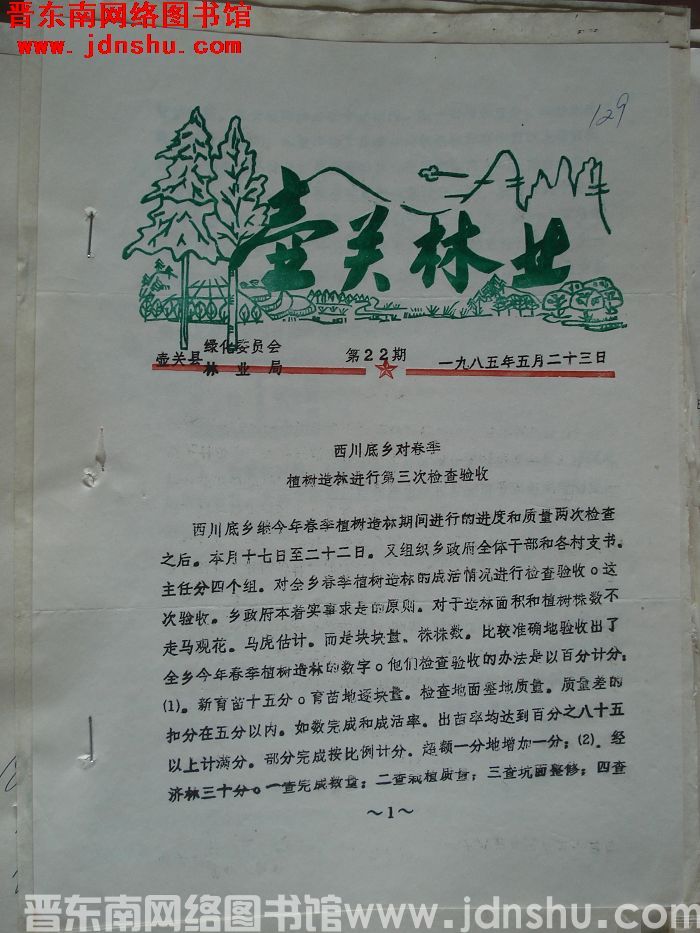 晋东南网络图书馆
www.jdnshu.com
129
壶关林业
壶关县 绿化委员会 林业局 第22期 一九八五年五月二十三日
西川底乡对春季
植树造林进行第三次检查验收
西川底乡继今年春季植树造林期间进行的进度和质量两次检查
之后。本月十七日至二十二日。又组织乡政府全体干部和各村支书。
主任分四个组。对全乡春季植树造林的成活情况进行检查验收。这
次验收。乡政府本着实事求是的原则。对于造林面积和植树株数不
走马观花。马虎估计。而是块块量、株株数。比较准确地验收出了
全乡今年春季植树造林的数字。他们检查验收的办法是以百分计分:
(1)。新育苗十五分。育苗地逐块量。检查地面整地质量。质量差的
扣分在五分以内。如数完成和成活率。出苗率均达到百分之八十五
以上计满分。部分完成按比例计分。超额一分地增加一分;(2)。经
济林三十分。一查完成数量;二查栽植质量;三查坑面整修;四查
~1~
晋东南网络图书馆 www.jdnshu.com